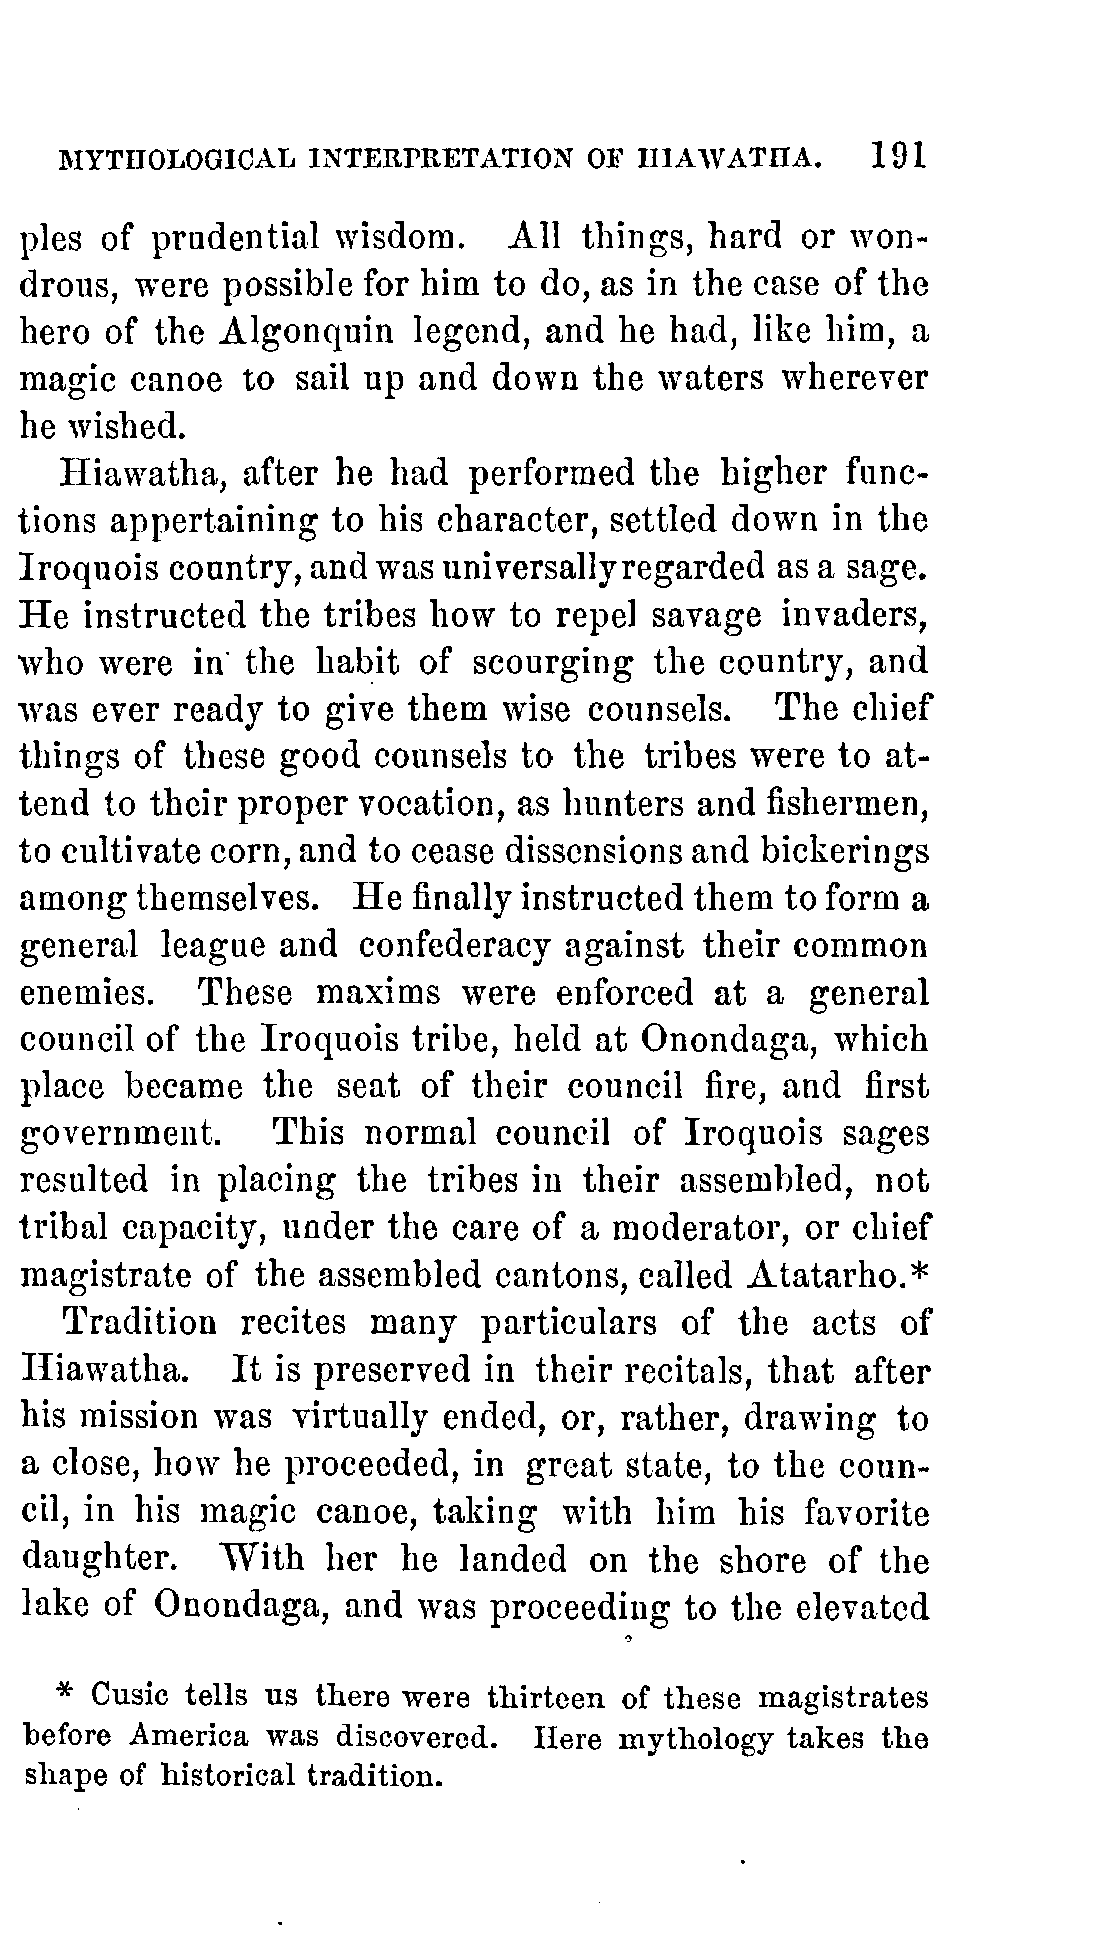 MYTHOLOGICAL INTERPRETATION OF HIAWATHA. 191
ples of prudential wisdom. All things, hard or won-
drous, were possible for him to do, as in the case of the
hero of the Algonquin legend, and he had, like him, a
magic canoe to sail up and down the waters wherever
he wished.
Hiawatha, after he had performed the higher func-
tions appertaining to his character, settled down in the
Iroquois country, and was universally regarded as a sage.
He instructed the tribes how to repel savage invaders,
who were in the habit of scourging the country, and
was ever ready to give them wise counsels. The chief
things of these good counsels to the tribes were to at-
tend to their proper vocation, as hunters and fishermen,
to cultivate corn, and to cease dissensions and bickerings
among themselves. He finally instructed them to form a
general league and confederacy against their common
enemies. These maxims were enforced at a general
council of the Iroquois tribe, held at Onondaga, which
place became the seat of their council fire, and first
government. This normal council of Iroquois sages
resulted in placing the tribes in their assembled, not
tribal capacity, under the care of a moderator, or chief
magistrate of the assembled cantons, called Atatarho.*
Tradition recites many particulars of the acts of
Hiawatha. It is preserved in their recitals, that after
his mission was virtually ended, or, rather, drawing to
a close, how he proceeded, in great state, to the coun-
cil, in his magic canoe, taking with him his favorite
daughter. With her he landed on the shore of the
lake of Onondaga, and was proceeding to the elevated
* Cusic tells us there were thirteen of these magistrates
before America was discovered. Here mythology takes the
shape of historical tradition.